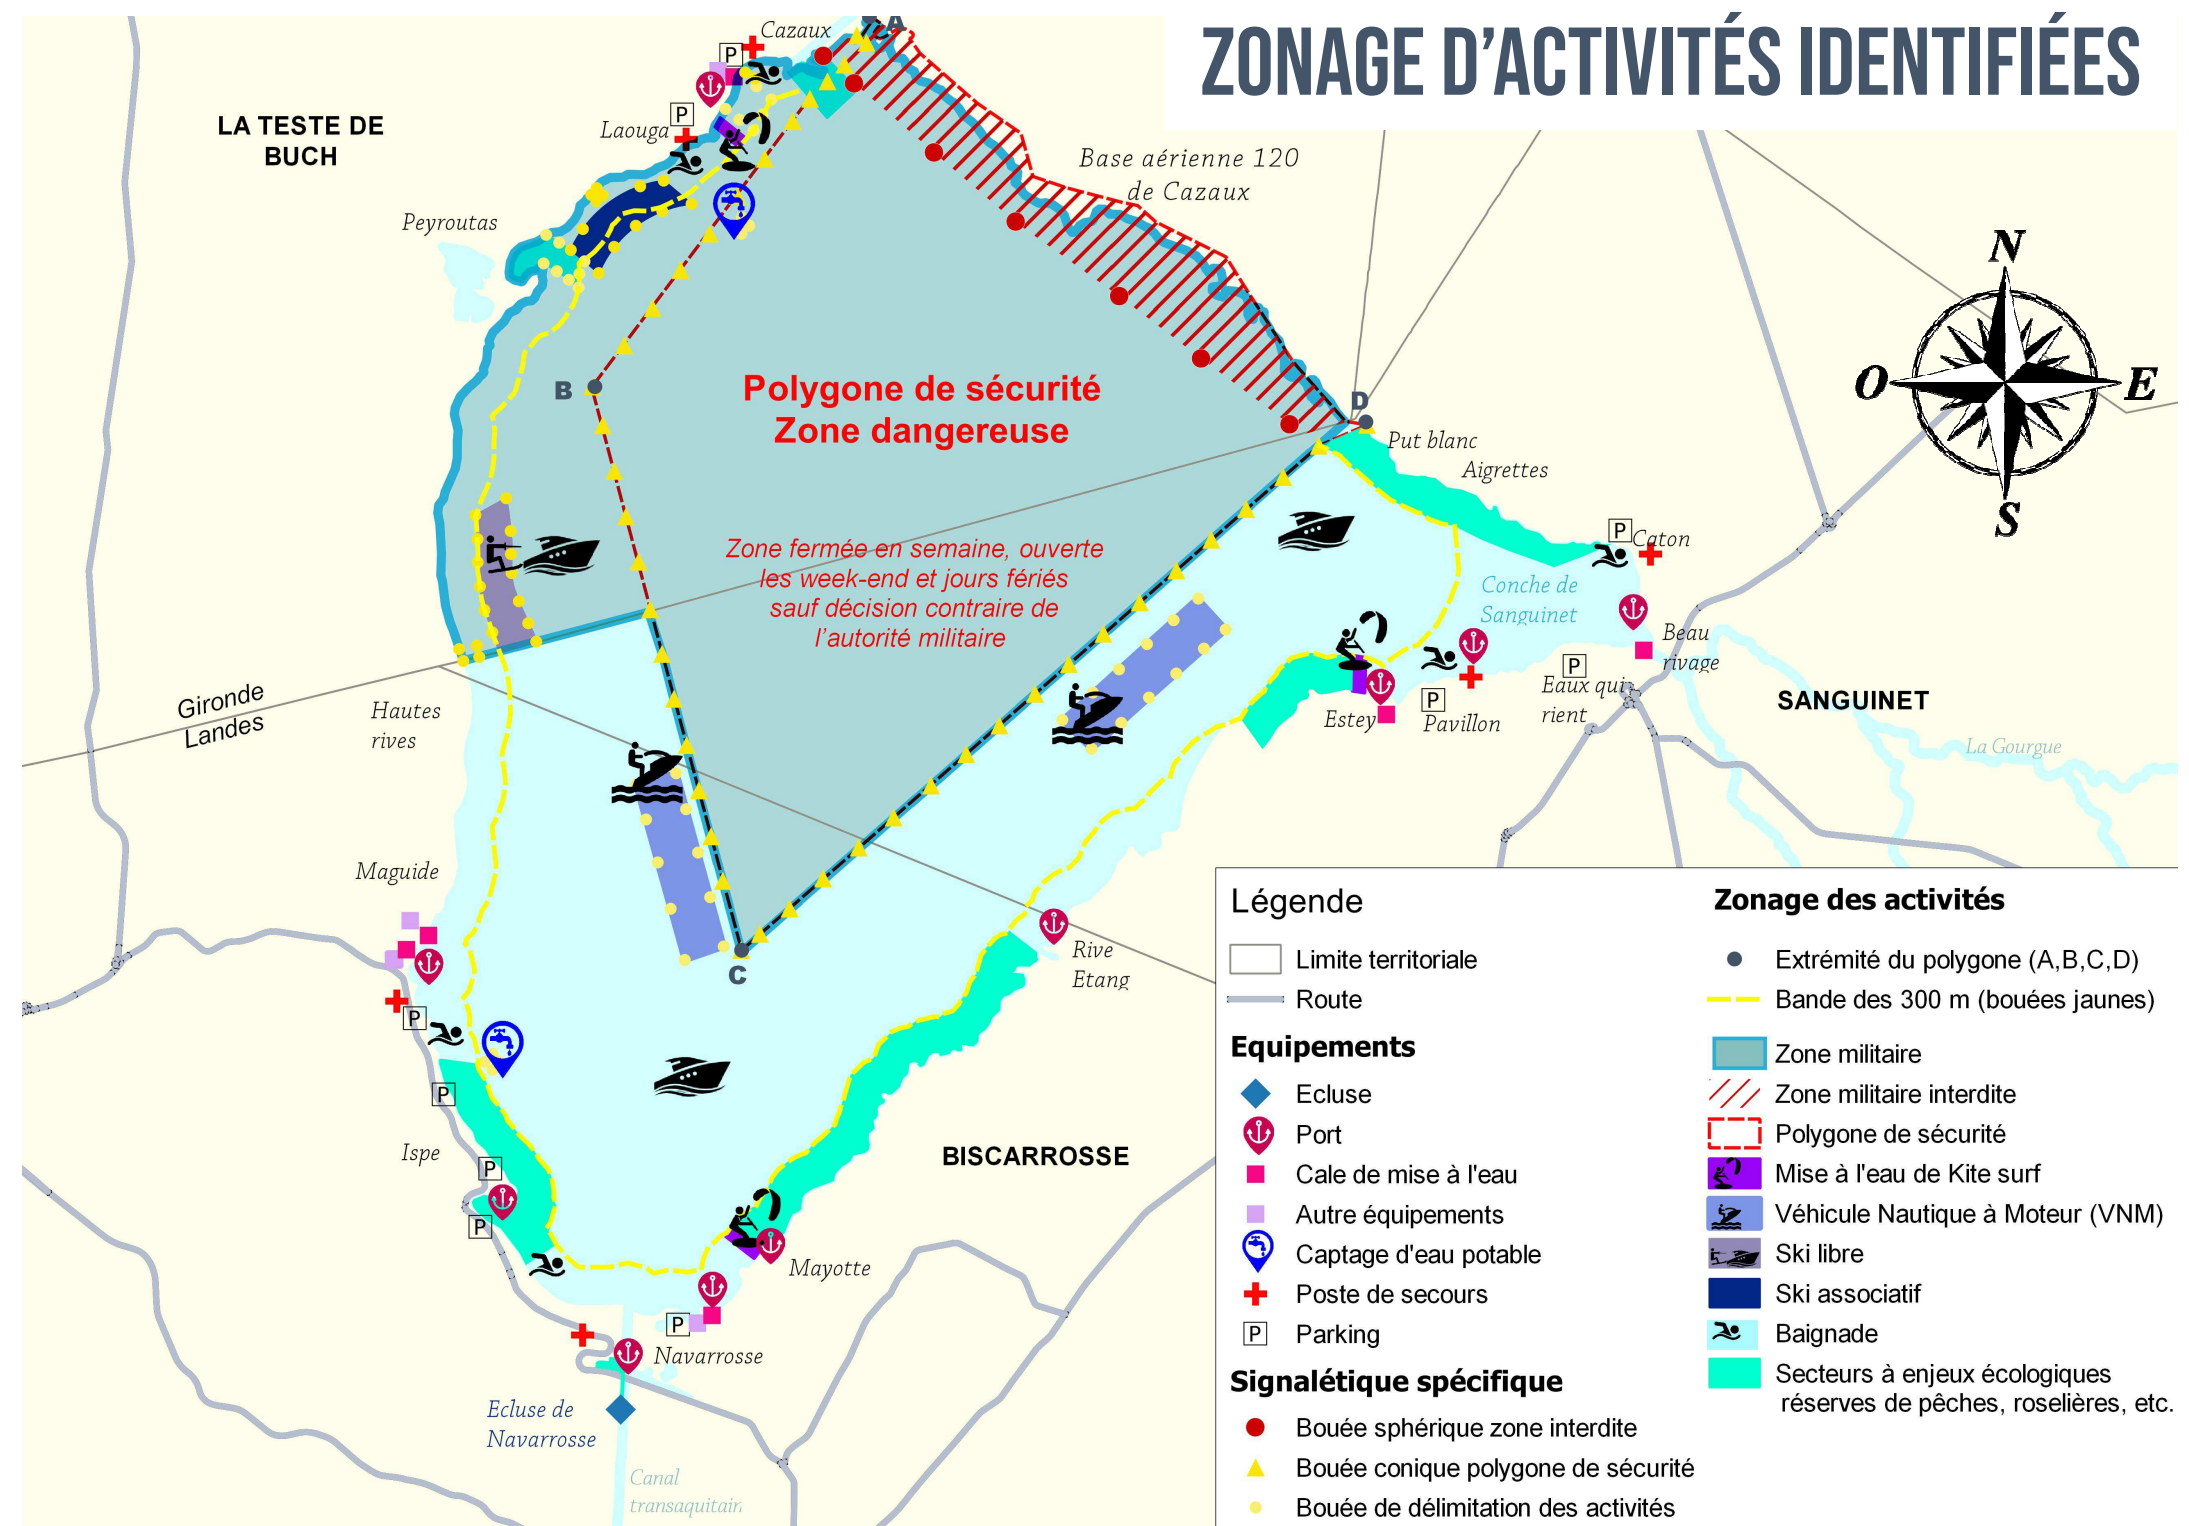 ZONAGE D'ACTIVITÉS IDENTIFIÉES
A
Cazaux
P
LA TESTE DE
BUCH
P
Laouga
Base aérienne 120
de Cazaux
Peyroutas
N
O
E
S
B
Polygone de sécurité
Zone dangereuse
D
Put blanc
Aigrettes
Zone fermée en semaine, ouverte
les week-end et jours fériés
sauf décision contraire de
l'autorité militaire
P
Caton
Conche de
Sanguinet
Beau
rivage
P
Eaux qui
rient
SANGUINET
Gironde
Landes
Hautes
rives
Estey
P
Pavillon
La Gourgue
Maguide
C
Rive
Etang
P
P
Ispe
P
P
BISCARROSSE
Mayotte
P
Navarrosse
Ecluse de
Navarrosse
Canal
transaquitain
Légende
Limite territoriale
Route
Equipements
Ecluse
Port
Cale de mise à l'eau
Autre équipements
Captage d'eau potable
Poste de secours
P Parking
Signalétique spécifique
Bouée sphérique zone interdite
Bouée conique polygone de sécurité
Bouée de délimitation des activités
Zonage des activités
Extrémité du polygone (A,B,C,D)
Bande des 300 m (bouées jaunes)
Zone militaire
Zone militaire interdite
Polygone de sécurité
Mise à l'eau de Kite surf
Véhicule Nautique à Moteur (VNM)
Ski libre
Ski associatif
Baignade
Secteurs à enjeux écologiques
réserves de pêches, roselières, etc.